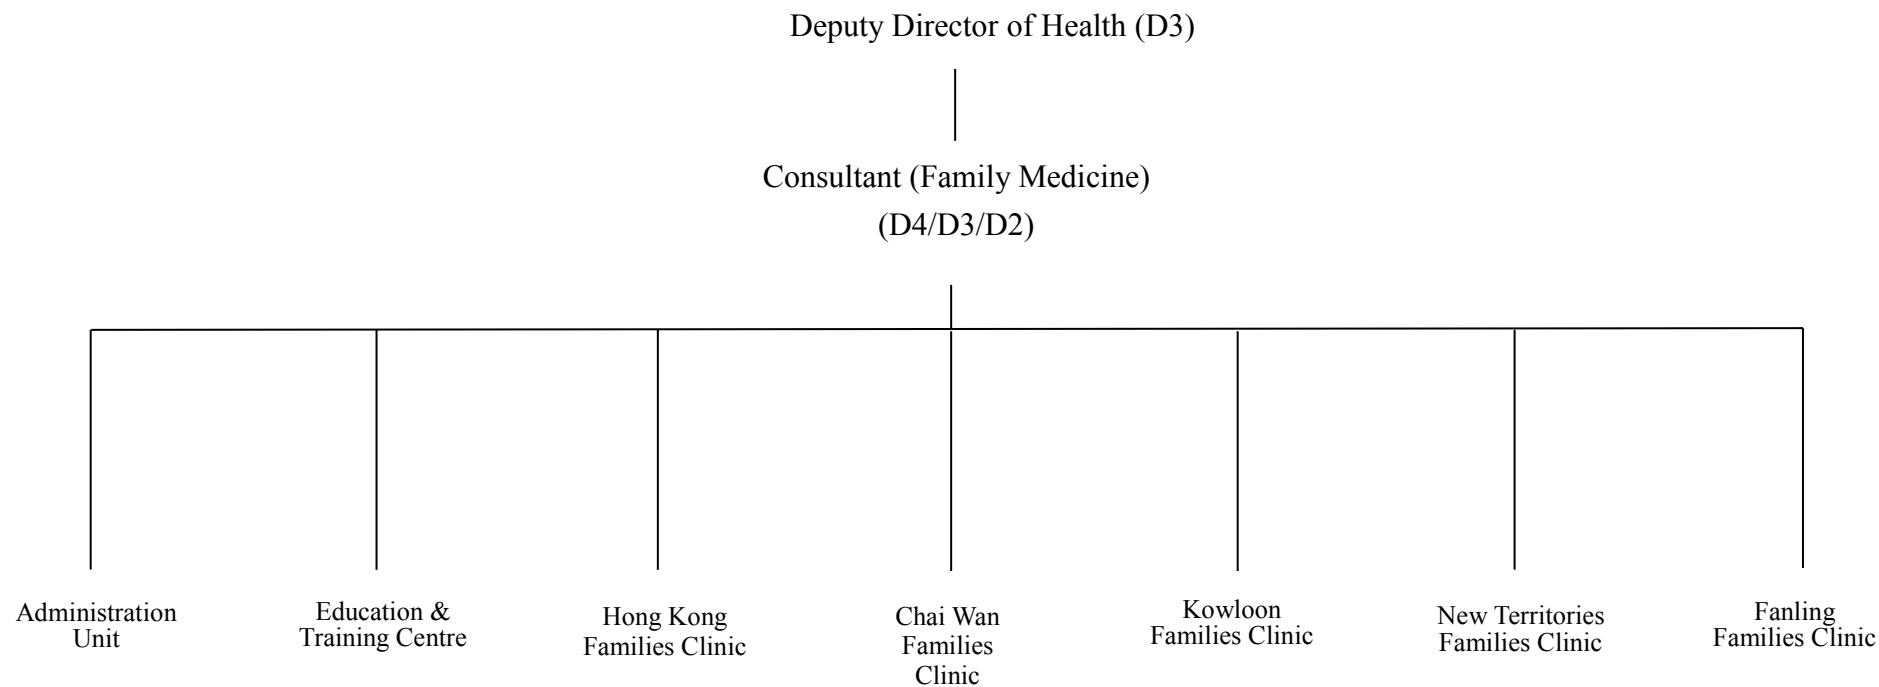 Deputy Director of Health (D3)
Consultant (Family Medicine)
(D4/D3/D2)
Administration
Unit
Education &
Training Centre
Hong Kong
Families Clinic
Chai Wan
Families
Clinic
Kowloon
Families Clinic
New Territories
Families Clinic
Fanling
Families Clinic